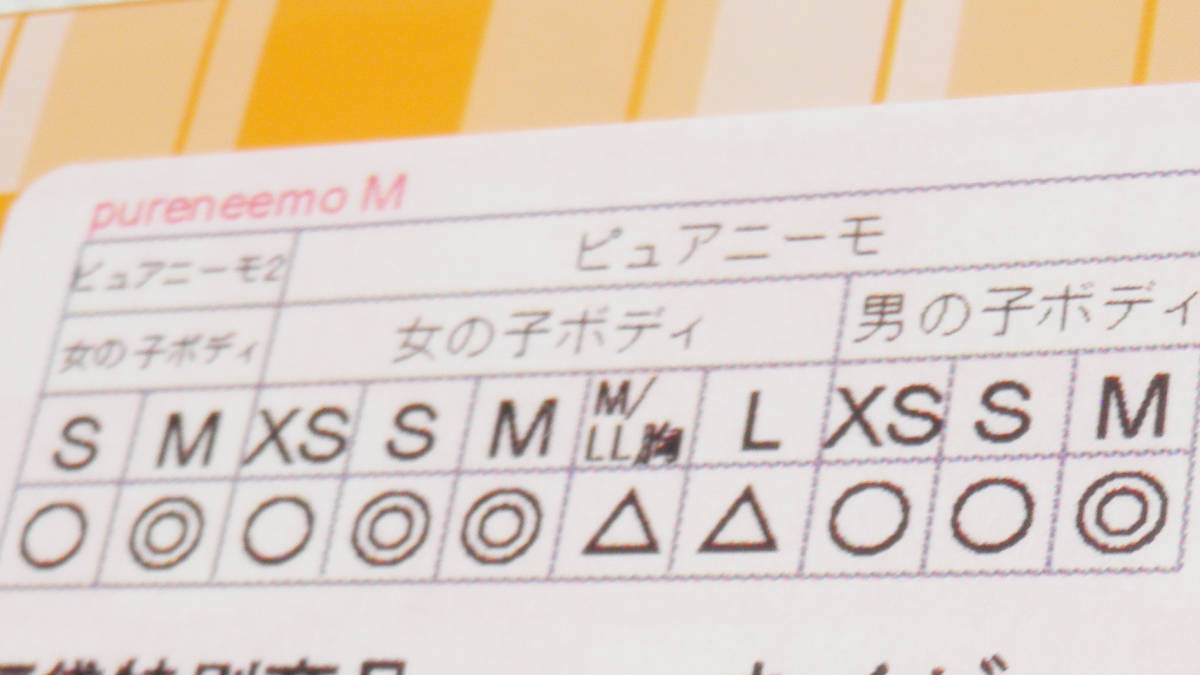 pureneemo M
ピュアニーモ2 ピュアニーモ
女の子ボディ 女の子ボディ 男の子ボディ
S M XS S M M/LL胸 L XS S M
○ ◎ ○ ◎ ◎ △ △ ○ ○ ◎